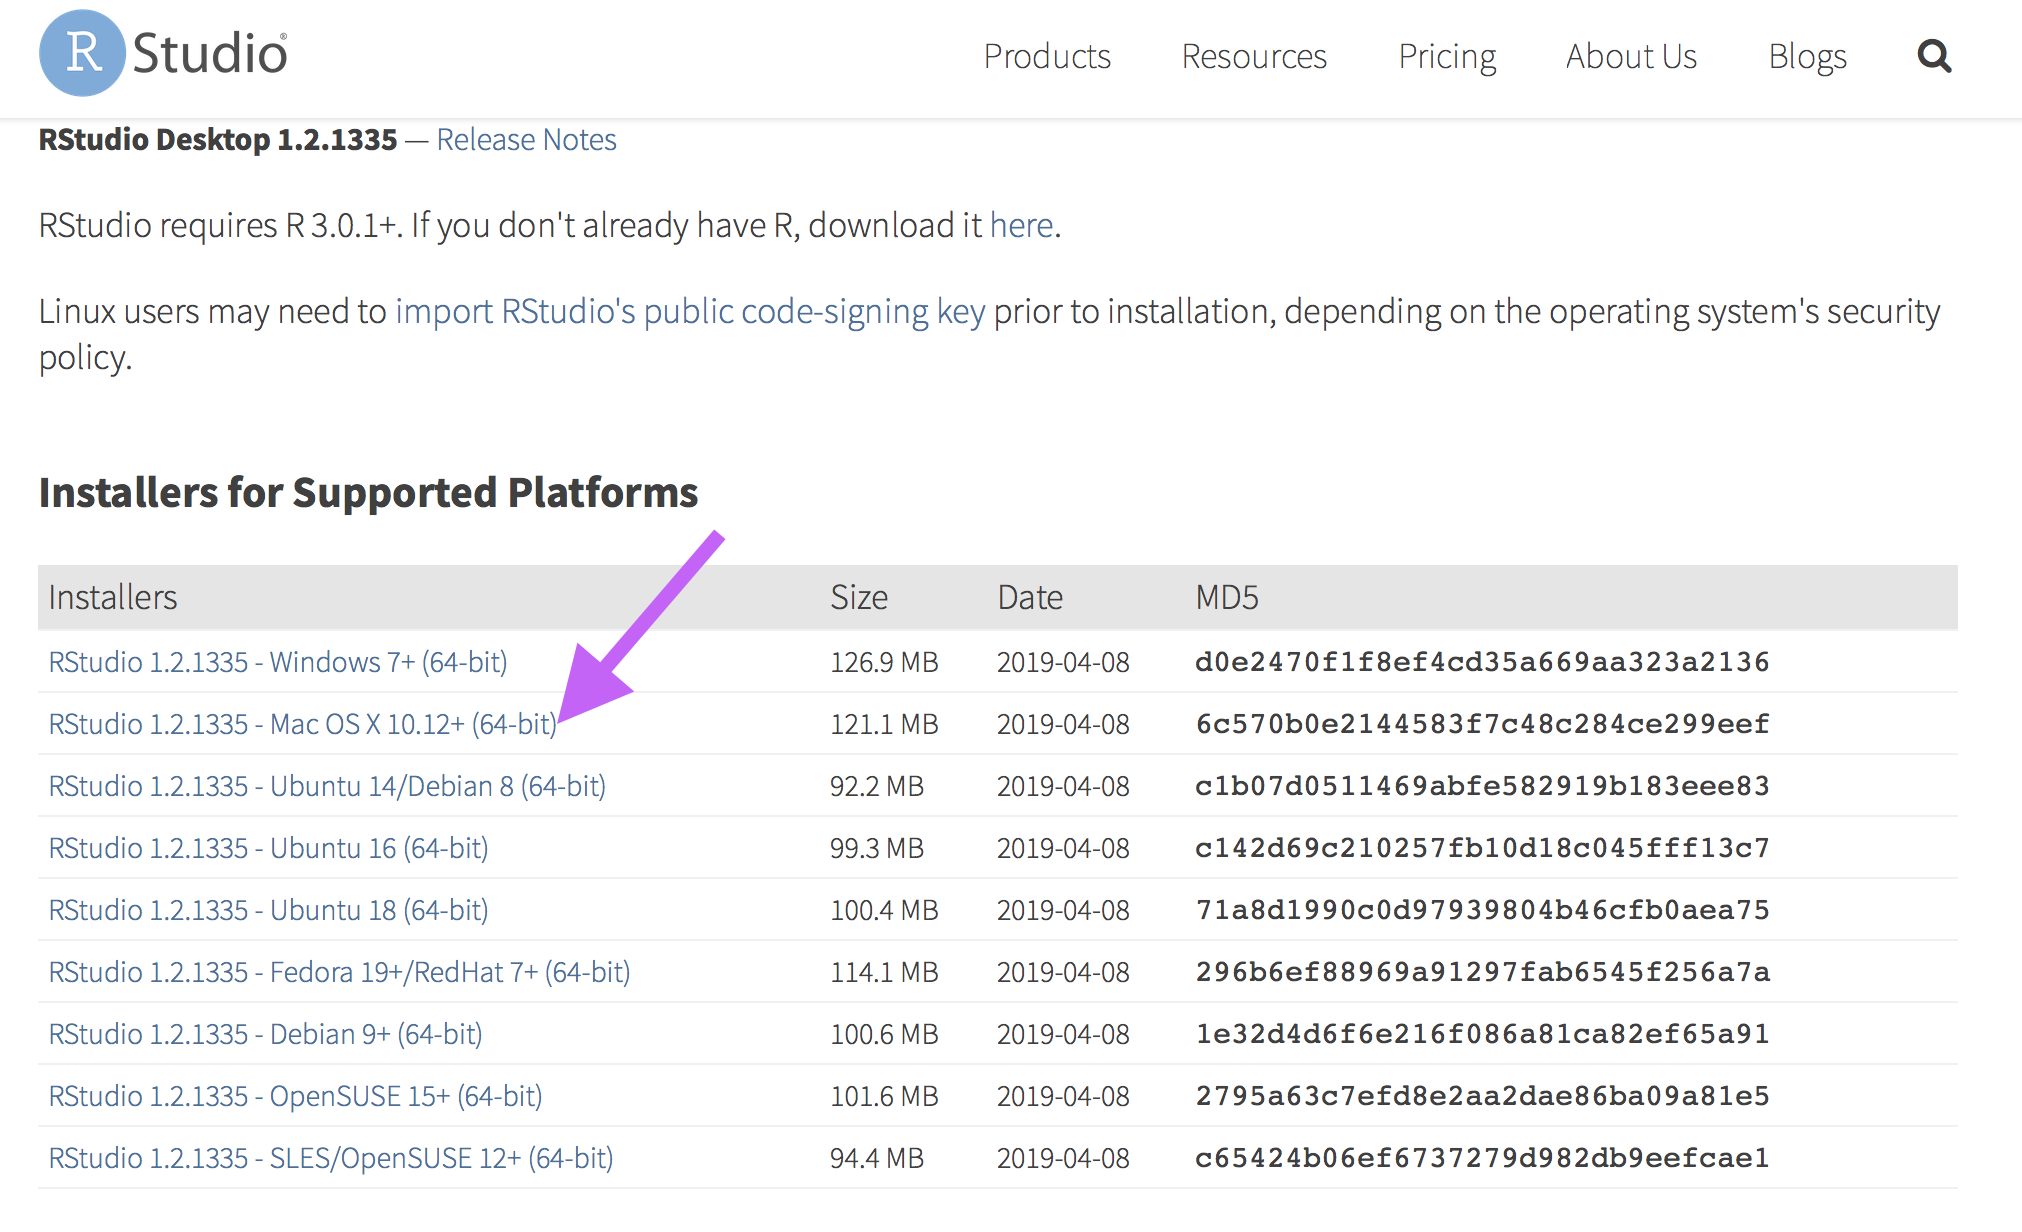 R Studio®
Products Resources Pricing About Us Blogs
RStudio Desktop 1.2.1335 — Release Notes
RStudio requires R 3.0.1+. If you don't already have R, download it here.
Linux users may need to import RStudio's public code-signing key prior to installation, depending on the operating system's security
policy.
Installers for Supported Platforms
Installers Size Date MD5
RStudio 1.2.1335 - Windows 7+ (64-bit) 126.9 MB 2019-04-08 d0e2470f1f8ef4cd35a669aa323a2136
RStudio 1.2.1335 - Mac OS X 10.12+ (64-bit) 121.1 MB 2019-04-08 6c570b0e2144583f7c48c284ce299eef
RStudio 1.2.1335 - Ubuntu 14/Debian 8 (64-bit) 92.2 MB 2019-04-08 c1b07d0511469abfe582919b183eee83
RStudio 1.2.1335 - Ubuntu 16 (64-bit) 99.3 MB 2019-04-08 c142d69c210257fb10d18c045fff13c7
RStudio 1.2.1335 - Ubuntu 18 (64-bit) 100.4 MB 2019-04-08 71a8d1990c0d97939804b46cfb0aea75
RStudio 1.2.1335 - Fedora 19+/RedHat 7+ (64-bit) 114.1 MB 2019-04-08 296b6ef88969a91297fab6545f256a7a
RStudio 1.2.1335 - Debian 9+ (64-bit) 100.6 MB 2019-04-08 1e32d4d6f6e216f086a81ca82ef65a91
RStudio 1.2.1335 - OpenSUSE 15+ (64-bit) 101.6 MB 2019-04-08 2795a63c7efd8e2aa2dae86ba09a81e5
RStudio 1.2.1335 - SLES/OpenSUSE 12+ (64-bit) 94.4 MB 2019-04-08 c65424b06ef6737279d982db9eefcae1